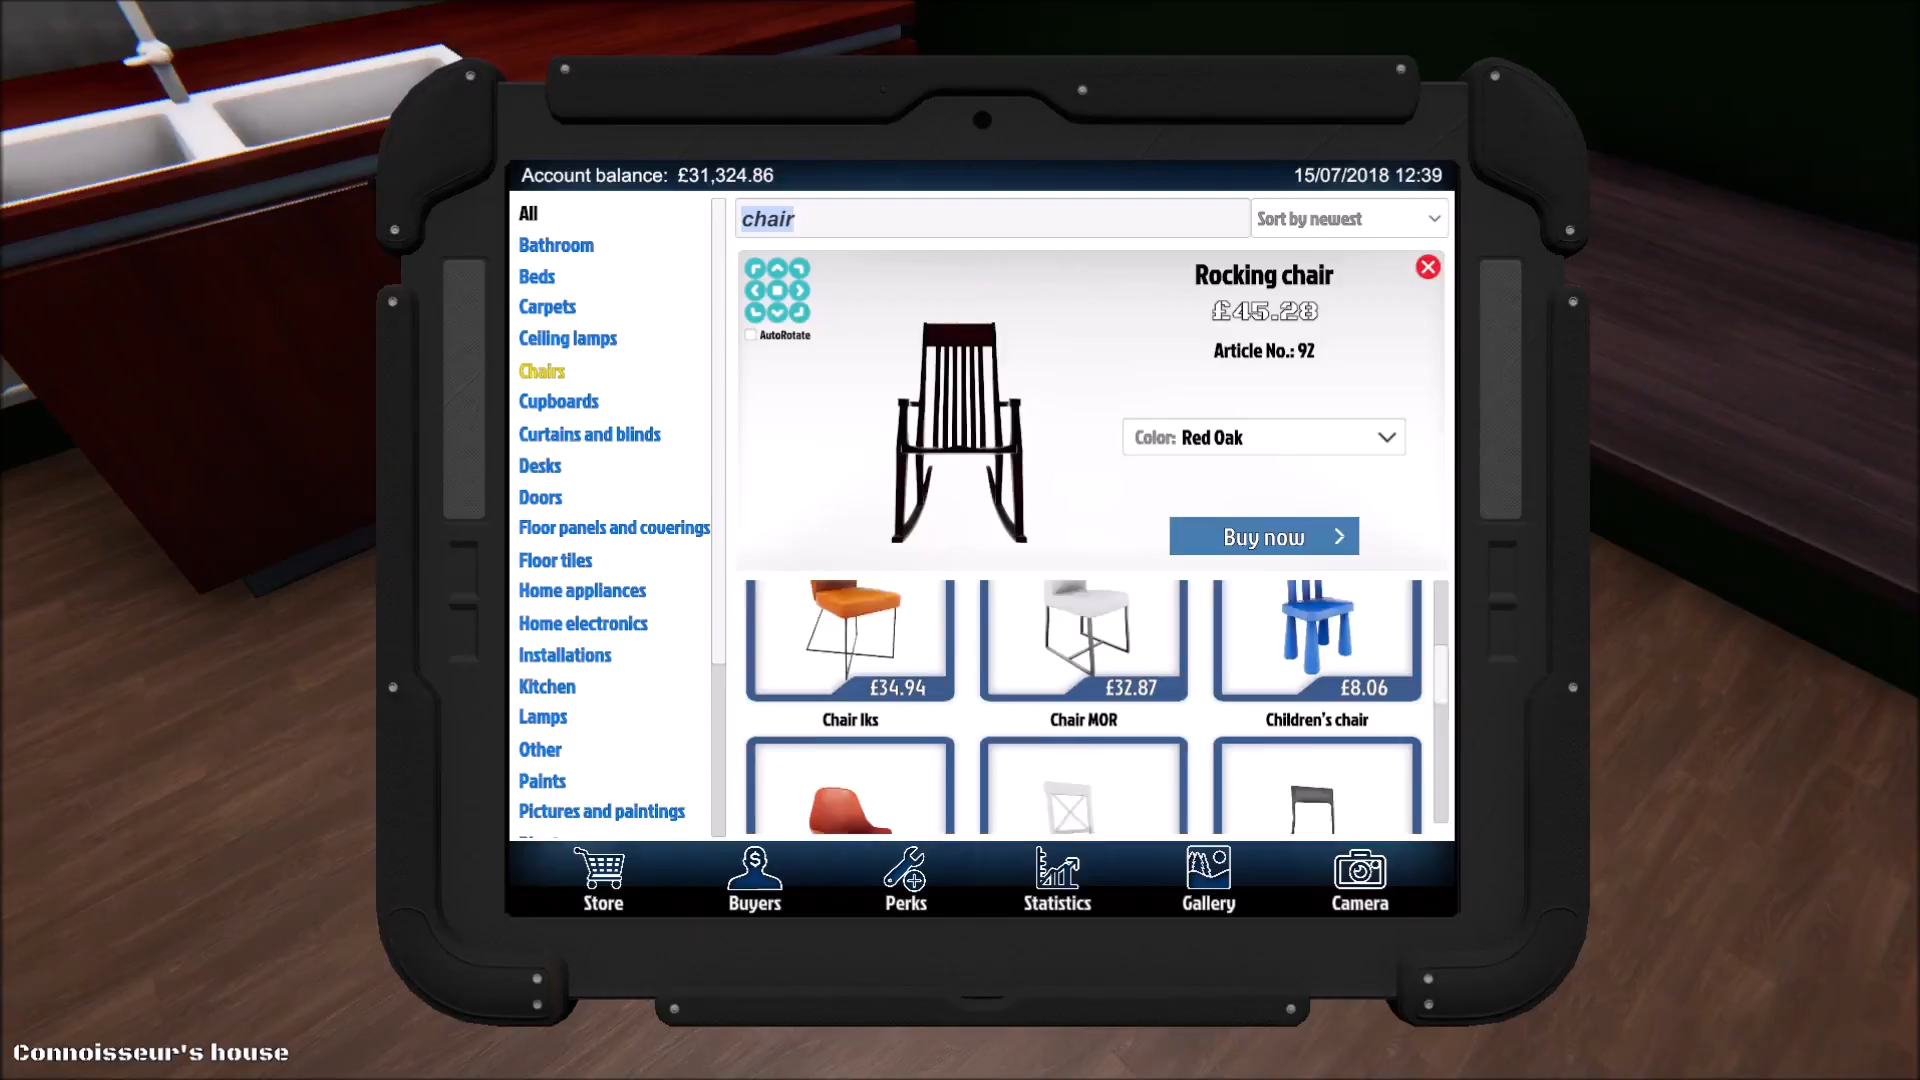 Account balance: £31,324.86
15/07/2018 12:39
All
Bathroom
Beds
Carpets
Ceiling lamps
Chairs
Cupboards
Curtains and blinds
Desks
Doors
Floor panels and coverings
Floor tiles
Home appliances
Home electronics
Installations
Kitchen
Lamps
Other
Paints
Pictures and paintings
chair
Sort by newest
AutoRotate
Rocking chair
£45.28
Article No.: 92
Color: Red Oak
Buy now
£34.94
£32.87
£8.06
Chair Iks
Chair MOR
Children's chair
Store
Buyers
Perks
Statistics
Gallery
Camera
Connoisseur's house